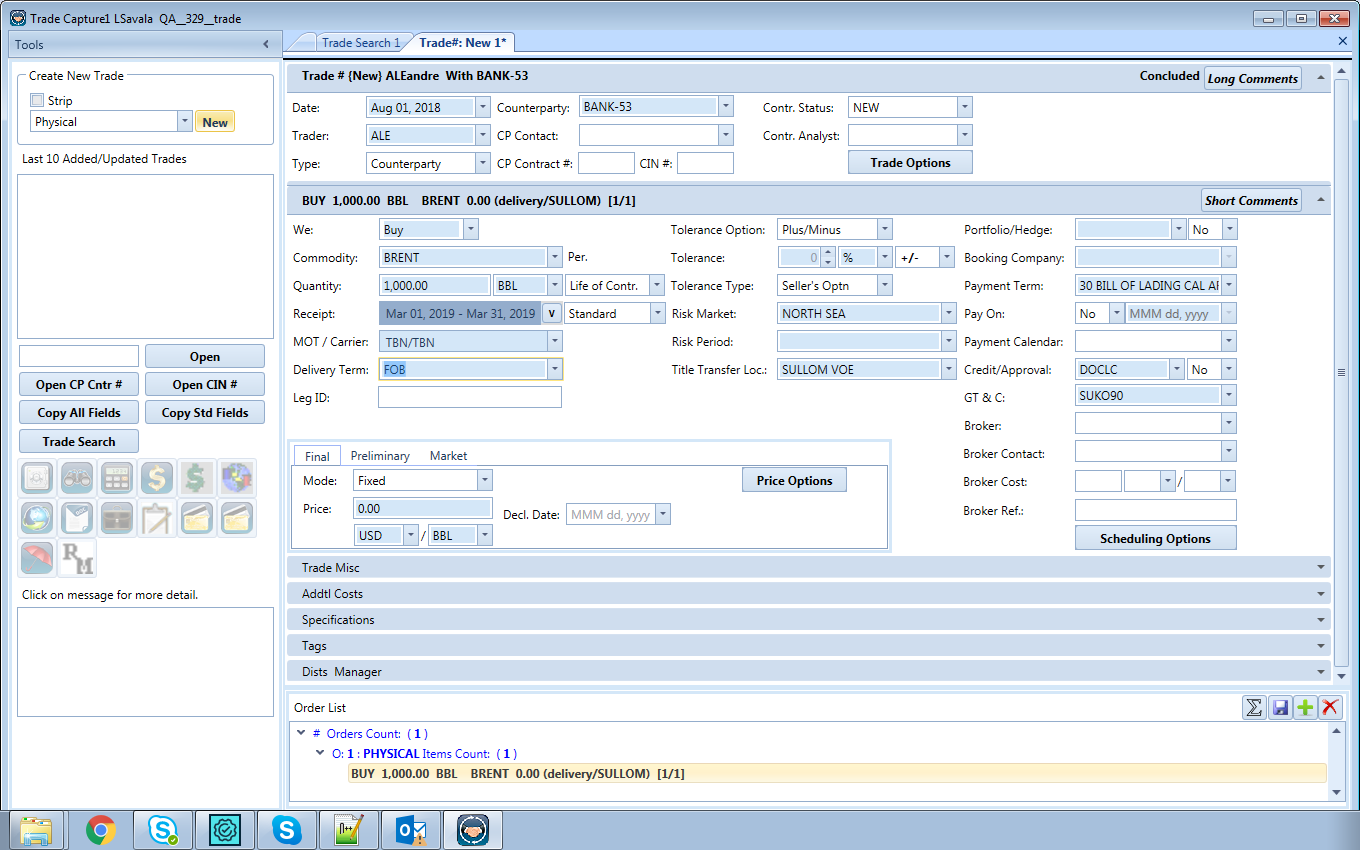 Trade Capture1 LSavala QA__329__trade
Tools
Create New Trade
Strip
Physical New
Last 10 Added/Updated Trades
Open
Open CP Cntr # Open CIN #
Copy All Fields Copy Std Fields
Trade Search
RM
Click on message for more detail.
Trade Search 1 Trade#: New 1*
Trade # {New} ALEandre With BANK-53 Concluded Long Comments
Date: Aug 01, 2018 Counterparty: BANK-53 Contr. Status: NEW
Trader: ALE CP Contact: Contr. Analyst:
Type: Counterparty CP Contract #: CIN #: Trade Options
BUY 1,000.00 BBL BRENT 0.00 (delivery/SULLOM) [1/1] Short Comments
We: Buy Tolerance Option: Plus/Minus Portfolio/Hedge: No
Commodity: BRENT Per. Tolerance: 0 % +/- Booking Company:
Quantity: 1,000.00 BBL Life of Contr. Tolerance Type: Seller's Optn Payment Term: 30 BILL OF LADING CAL AF
Receipt: Mar 01, 2019 - Mar 31, 2019 v Standard Risk Market: NORTH SEA Pay On: No MMM dd, yyyy
MOT / Carrier: TBN/TBN Risk Period: Payment Calendar:
Delivery Term: FOB Title Transfer Loc.: SULLOM VOE Credit/Approval: DOCLC No
Leg ID: GT & C: SUKO90
Broker:
Broker Contact:
Broker Cost: /
Broker Ref.:
Scheduling Options
Final Preliminary Market
Mode: Fixed Price Options
Price: 0.00 Decl. Date: MMM dd, yyyy
USD / BBL
Trade Misc
Addtl Costs
Specifications
Tags
Dists Manager
Order List
# Orders Count: ( 1 )
O: 1 : PHYSICAL Items Count: ( 1 )
BUY 1,000.00 BBL BRENT 0.00 (delivery/SULLOM) [1/1]